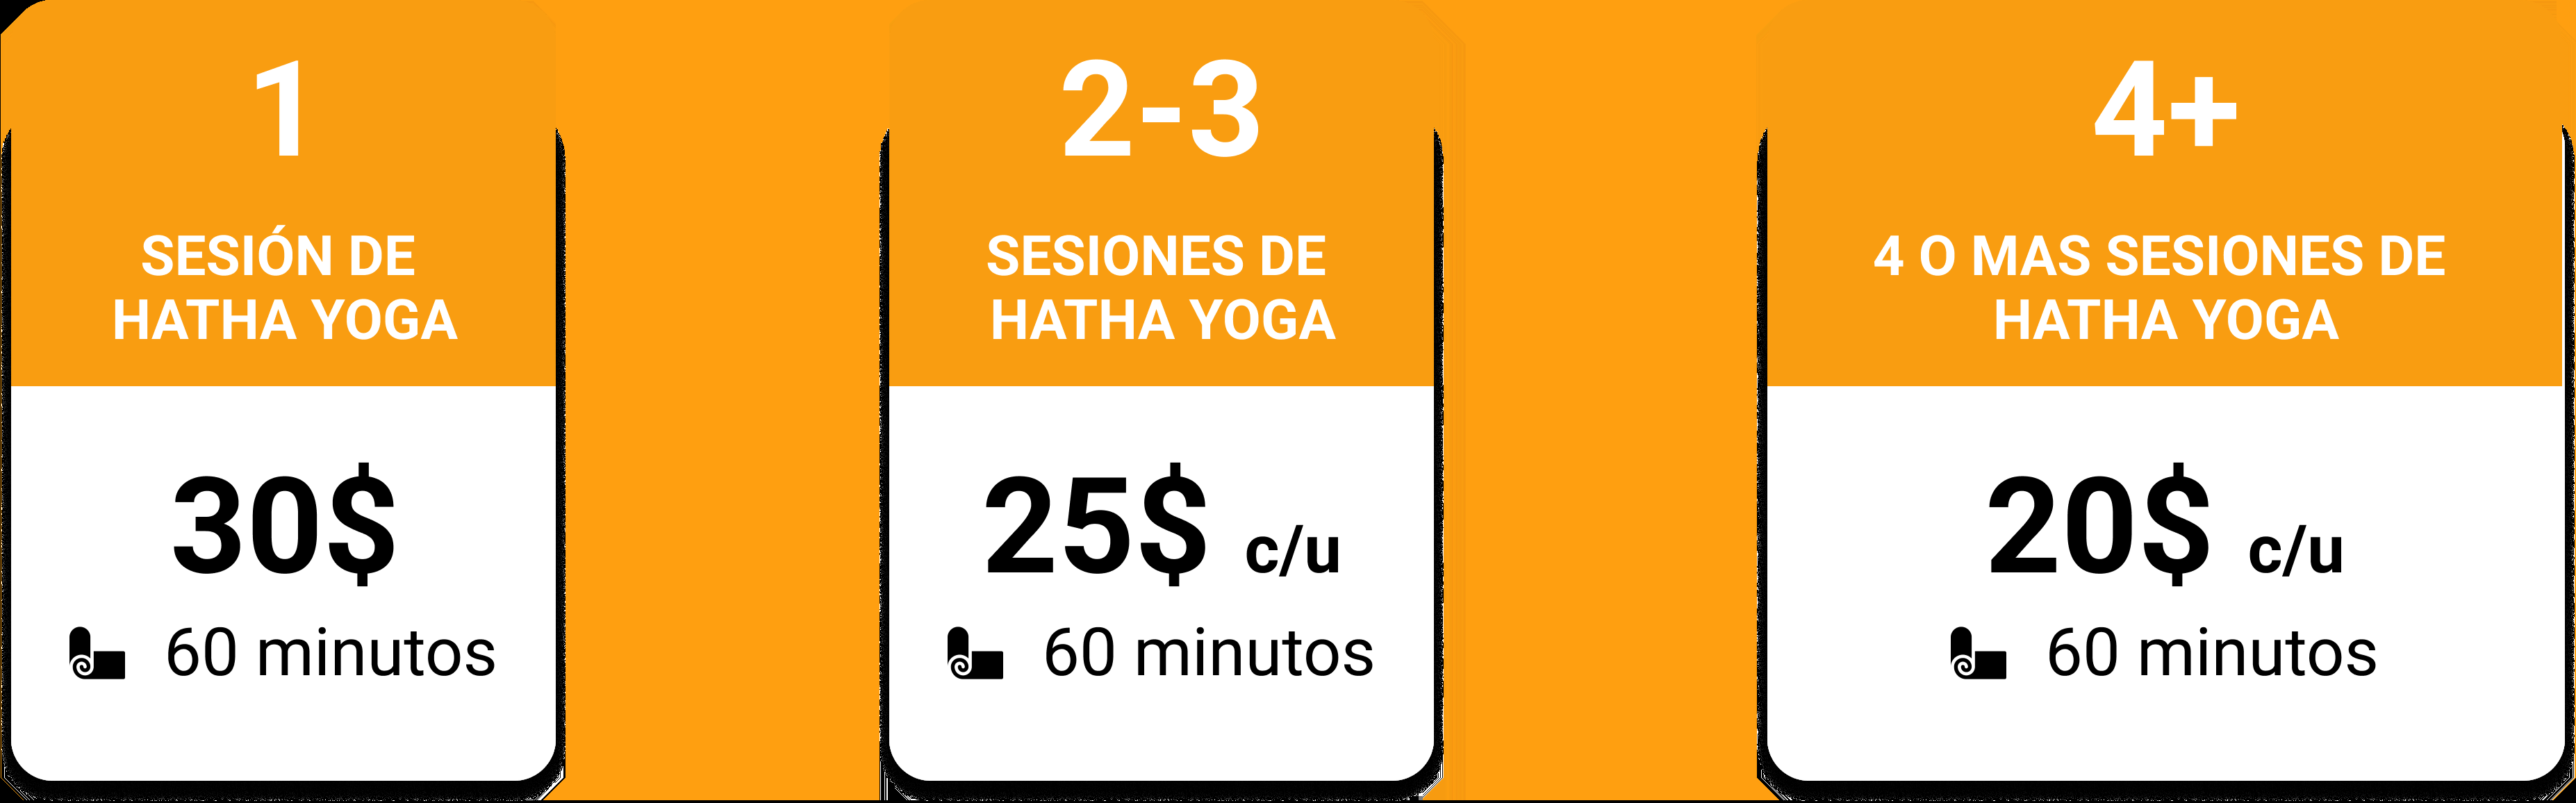 1
SESIÓN DE
HATHA YOGA
30$
60 minutos
2-3
SESIONES DE
HATHA YOGA
25$ c/u
60 minutos
4+
4 O MAS SESIONES DE
HATHA YOGA
20$ c/u
60 minutos